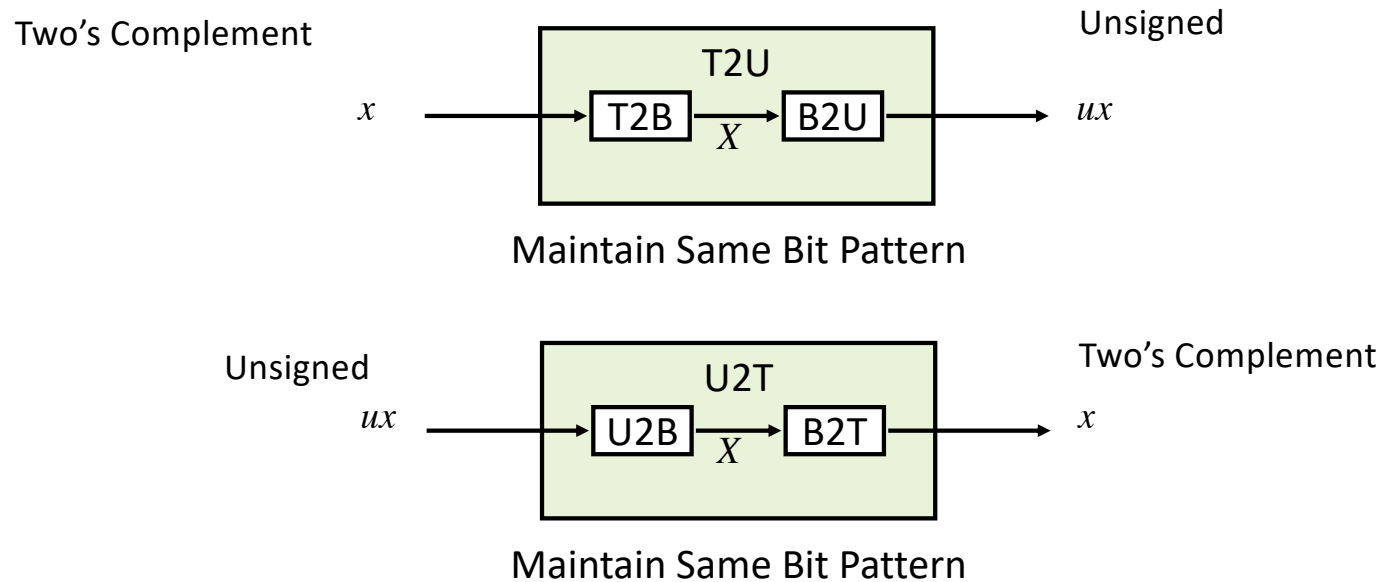 Two’s Complement
Unsigned
T2U
x
T2B
X
B2U
ux
Maintain Same Bit Pattern
Unsigned
Two’s Complement
U2T
ux
U2B
X
B2T
x
Maintain Same Bit Pattern